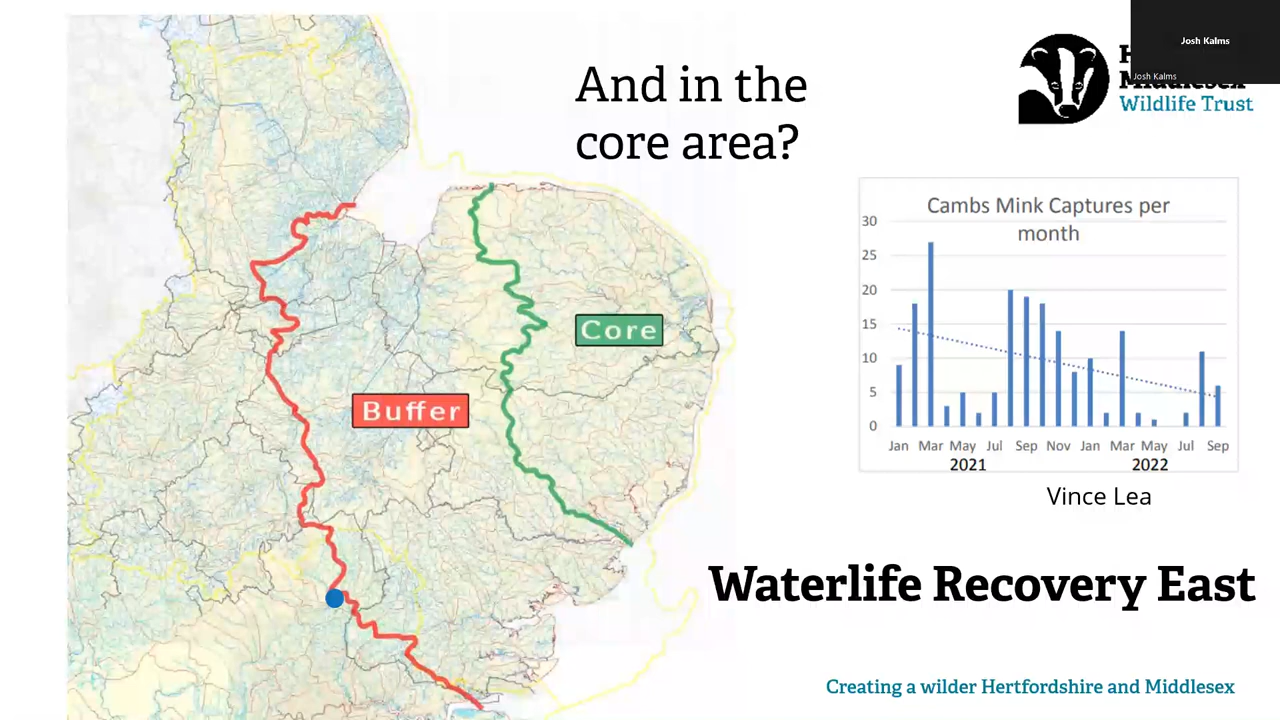 And in the
core area?
Josh Kalms
Josh Kalms
Middlesex
Wildlife Trust
Core
Buffer
Cambs Mink Captures per
month
30
25
20
15
10
5
0
Jan Mar May Jul Sep Nov Jan Mar May Jul Sep
2021 2022
Vince Lea
Waterlife Recovery East
Creating a wilder Hertfordshire and Middlesex